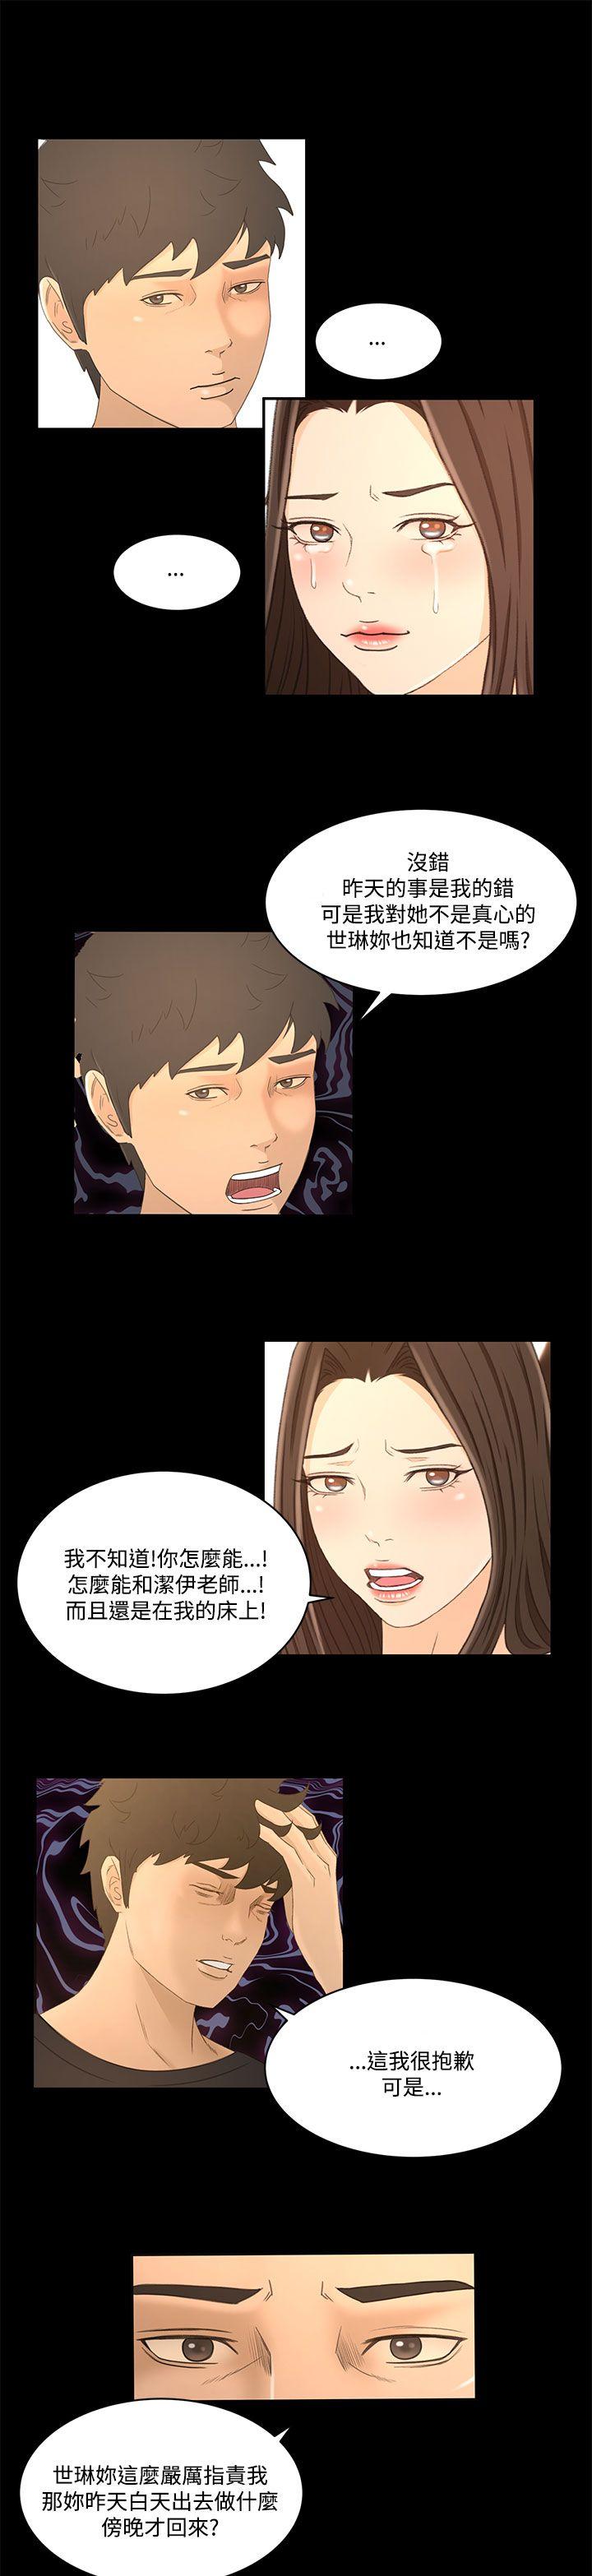 ...
...
沒錯
昨天的事是我的錯
可是我對她不是真心的
世琳妳也知道不是嗎?
我不知道!你怎麼能...!
怎麼能和潔伊老師...!
而且還是在我的床上!
...這我很抱歉
可是...
世琳妳這麼嚴厲指責我
那妳昨天白天出去做什麼
傍晚才回來?